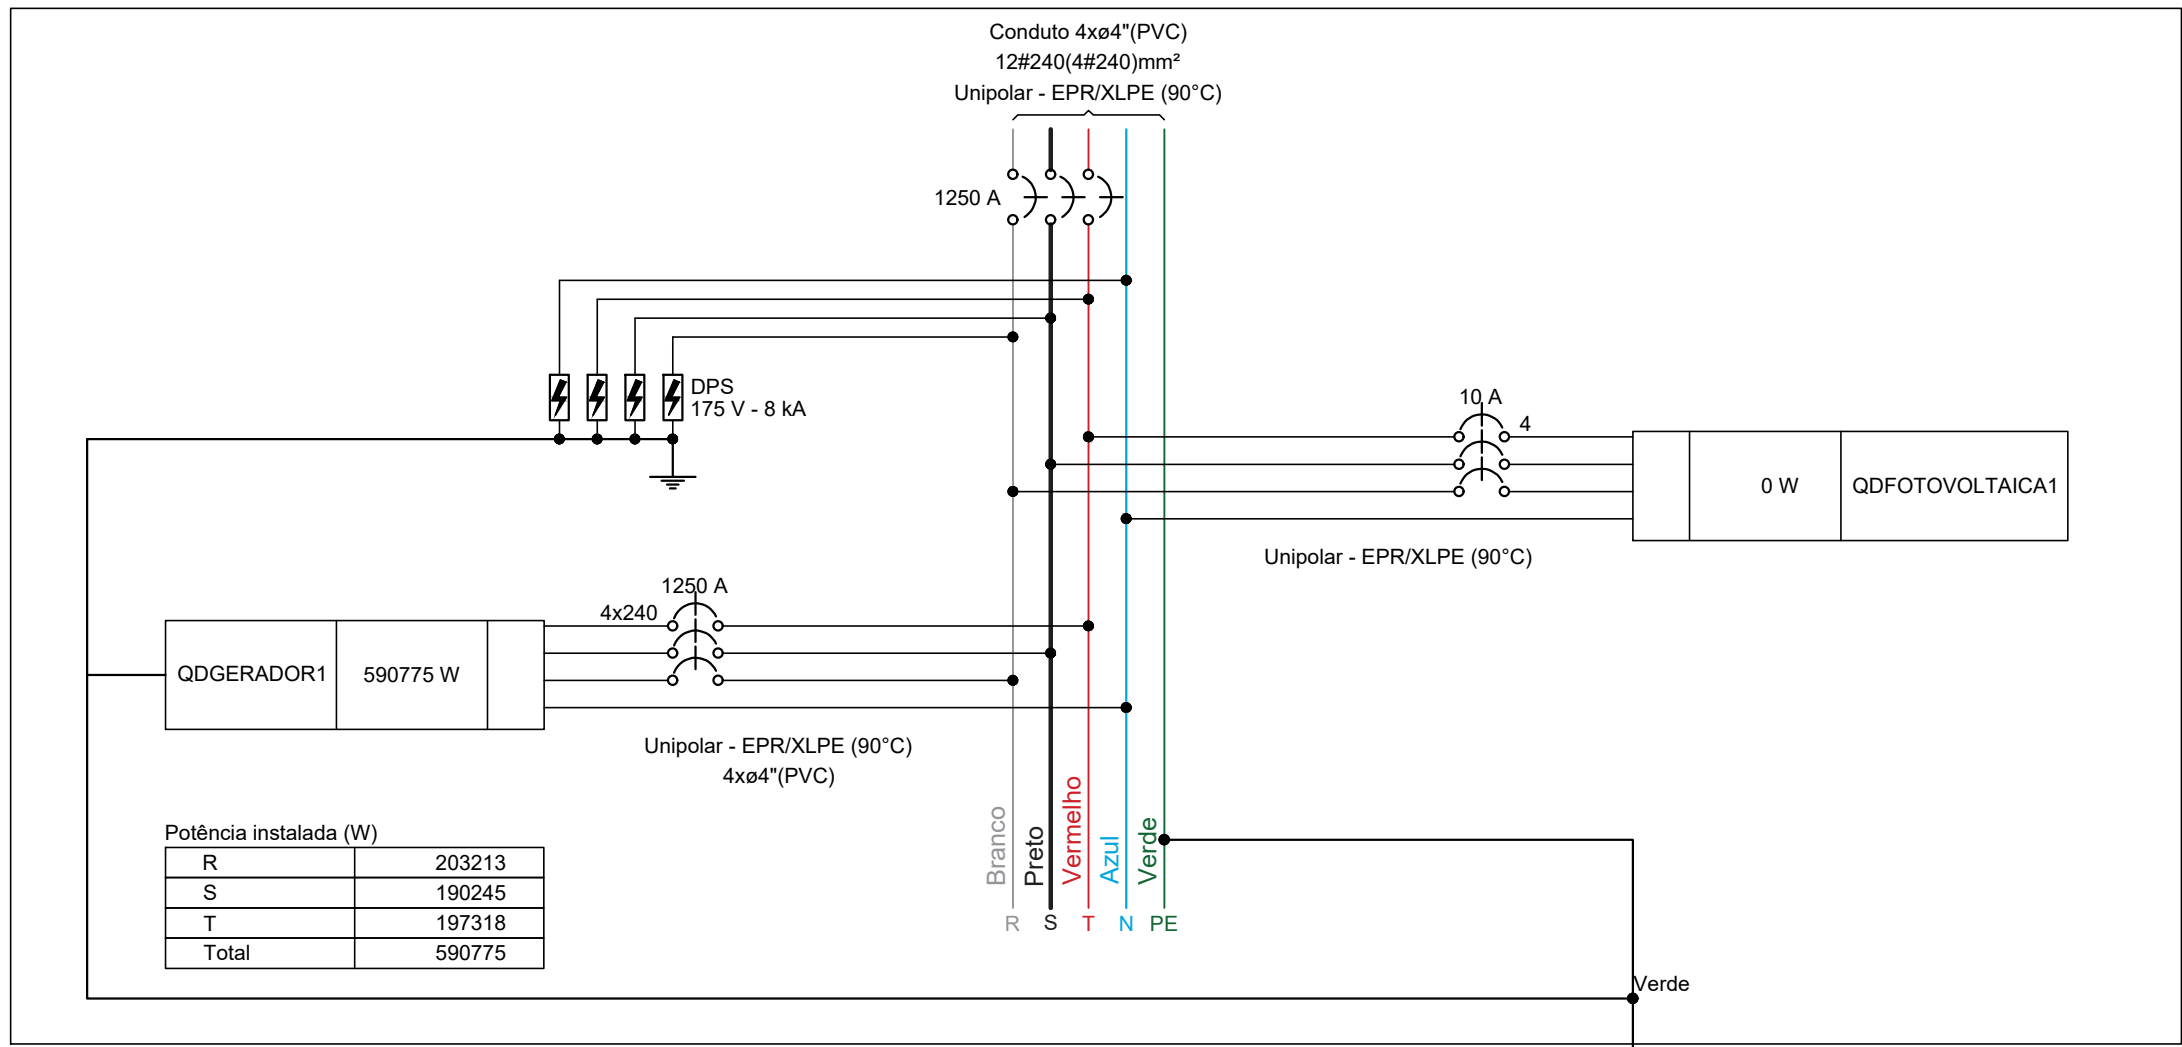 Conduto 4xø4"(PVC)
12#240(4#240)mm²
Unipolar - EPR/XLPE (90°C)
1250 A
DPS
175 V - 8 kA
10 A
4
0 W
QDFOTOVOLTAICA1
Unipolar - EPR/XLPE (90°C)
1250 A
4x240
QDGERADOR1
590775 W
Unipolar - EPR/XLPE (90°C)
4xø4"(PVC)
Potência instalada (W)
R 203213
S 190245
T 197318
Total 590775
Branco
Preto
Vermelho
Azul
Verde
R S T N PE
Verde